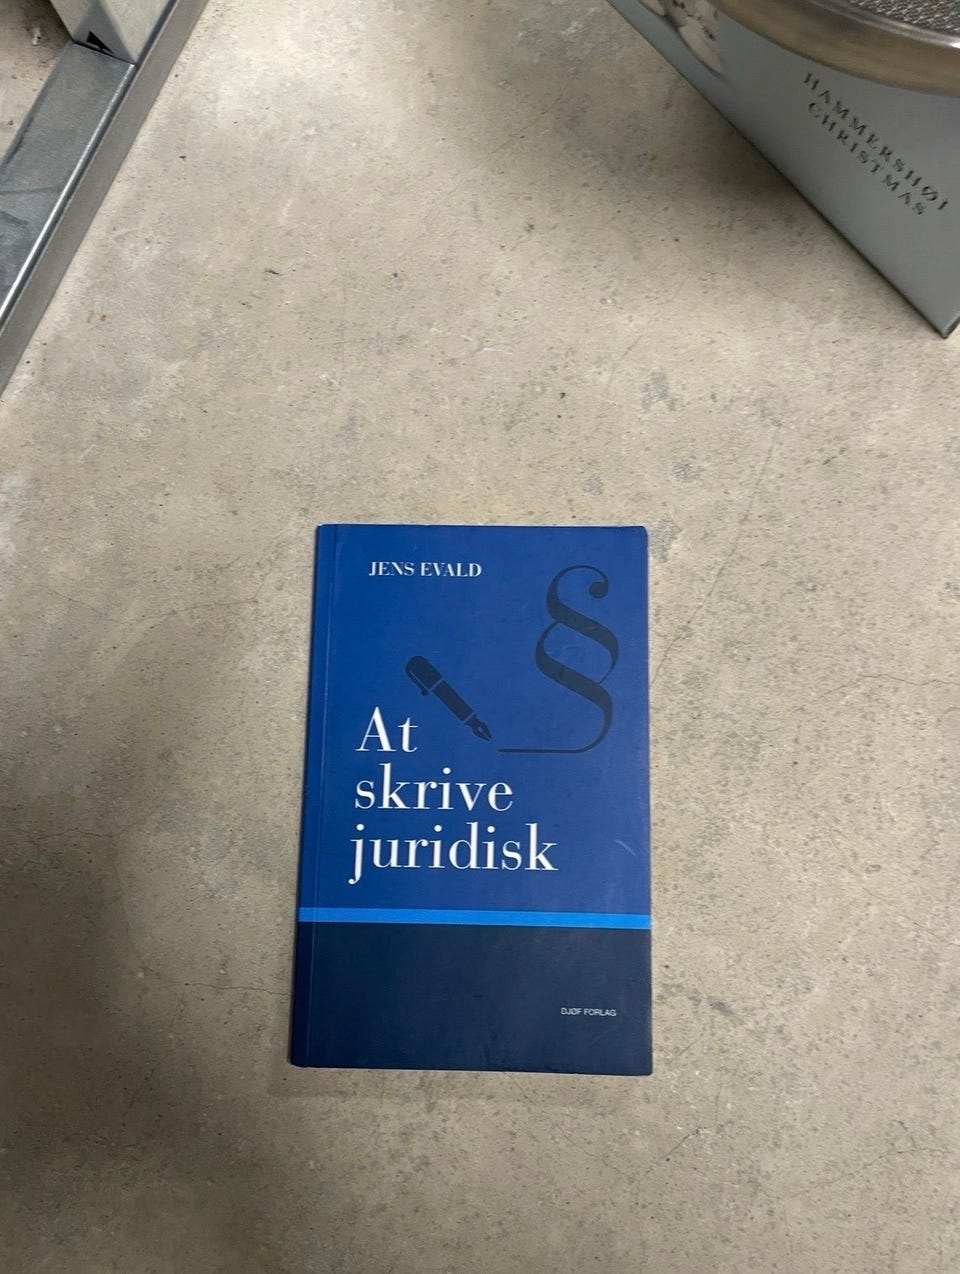 HAMMERSHØI
CHRISTMAS
JENS EVALD
§
At
skrive
juridisk
DJØF FORLAG